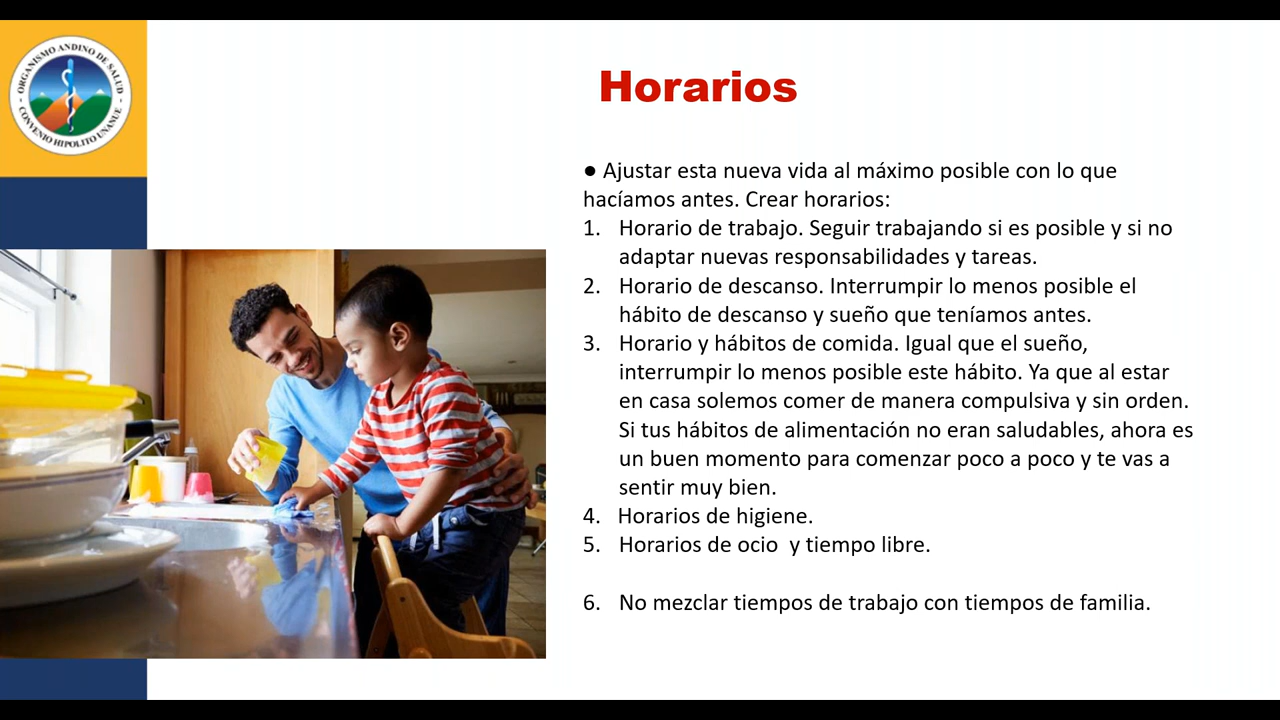 ORGANISMO ANDINO DE SALUD
CONVENIO HIPOLITO UNANUE
Horarios
● Ajustar esta nueva vida al máximo posible con lo que
hacíamos antes. Crear horarios:
1. Horario de trabajo. Seguir trabajando si es posible y si no
adaptar nuevas responsabilidades y tareas.
2. Horario de descanso. Interrumpir lo menos posible el
hábito de descanso y sueño que teníamos antes.
3. Horario y hábitos de comida. Igual que el sueño,
interrumpir lo menos posible este hábito. Ya que al estar
en casa solemos comer de manera compulsiva y sin orden.
Si tus hábitos de alimentación no eran saludables, ahora es
un buen momento para comenzar poco a poco y te vas a
sentir muy bien.
4. Horarios de higiene.
5. Horarios de ocio  y tiempo libre.
6. No mezclar tiempos de trabajo con tiempos de familia.